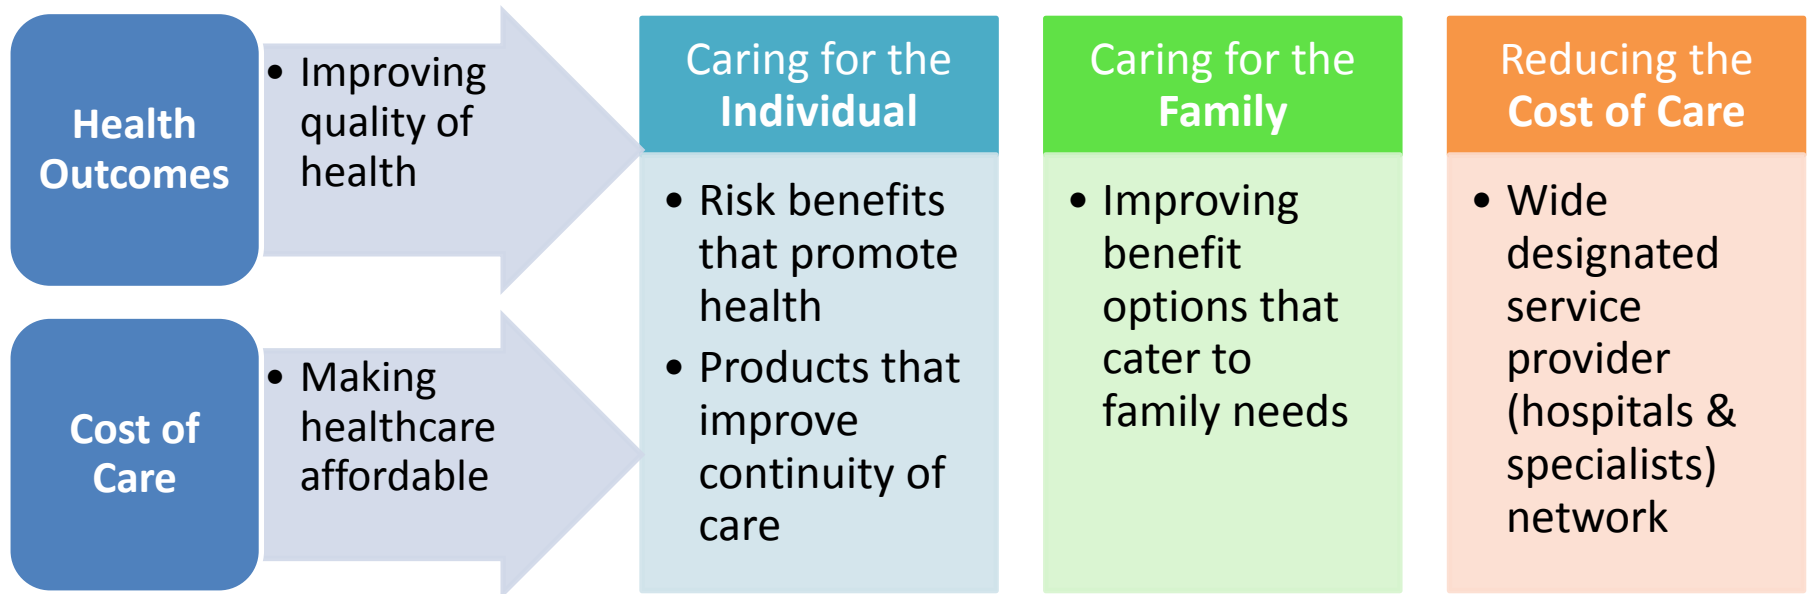 Health
Outcomes
• Improving
quality of
health
Cost of
Care
• Making
healthcare
affordable
Caring for the
Individual
• Risk benefits
that promote
health
• Products that
improve
continuity of
care
Caring for the
Family
• Improving
benefit
options that
cater to
family needs
Reducing the
Cost of Care
• Wide
designated
service
provider
(hospitals &
specialists)
network